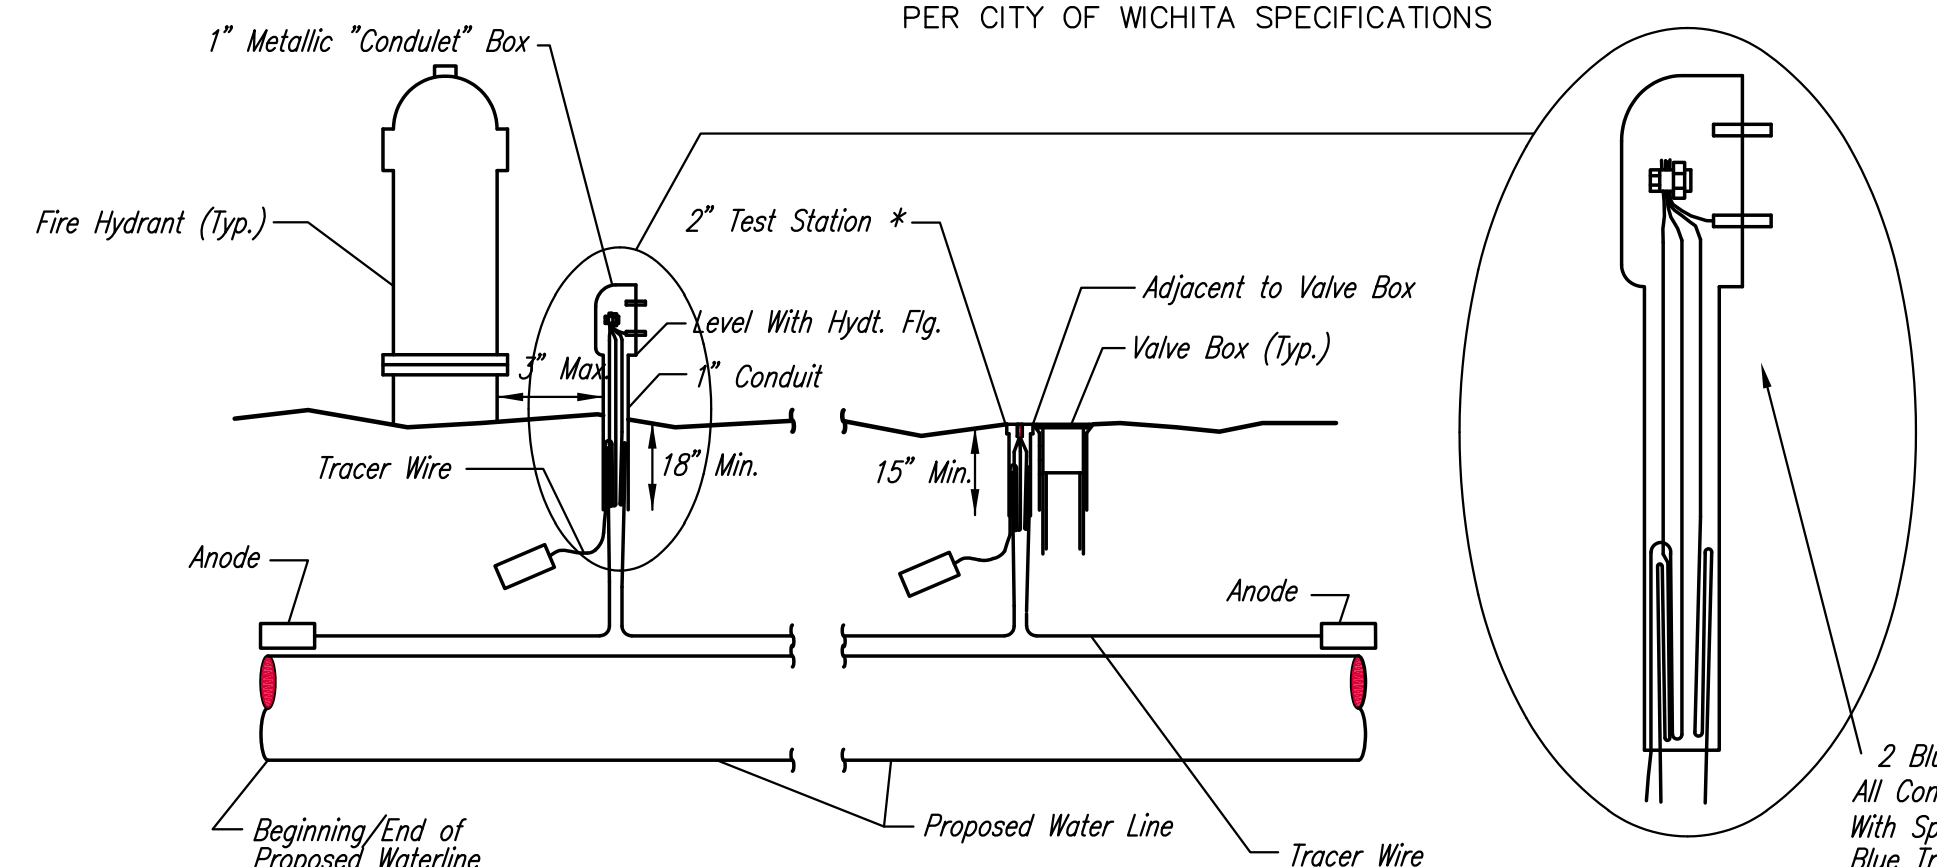 PER CITY OF WICHITA SPECIFICATIONS
1" Metallic "Condulet" Box
Fire Hydrant (Typ.)
2" Test Station *
Adjacent to Valve Box
Level With Hydt. Flg.
Valve Box (Typ.)
3" Max.
1" Conduit
Tracer Wire
18" Min.
15" Min.
Anode
Anode
2
All
With
Blue
Proposed Water Line
Beginning/End of
Proposed Waterline
Tracer Wire